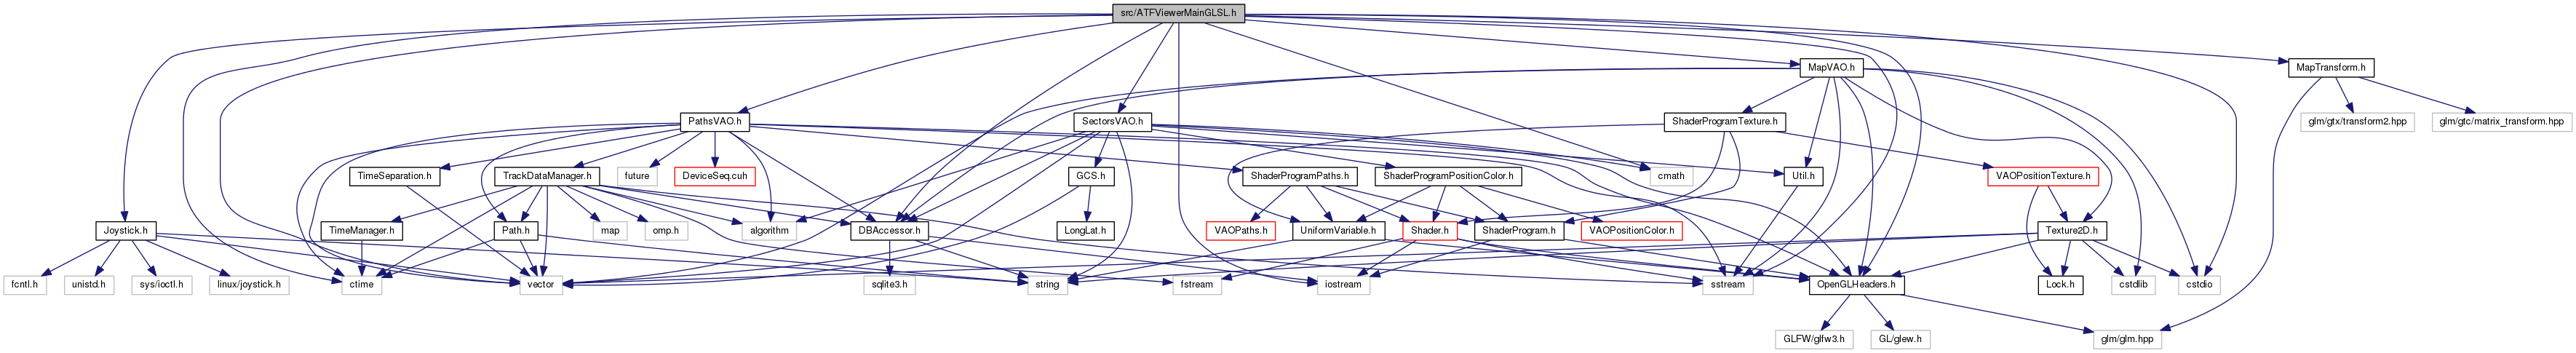 src/ATFViewerMainGLSL.h
MapVAO.h
MapTransform.h
PathsVAO.h
SectorsVAO.h
ShaderProgramTexture.h
glm/gtx/transform2.hpp
glm/gtc/matrix_transform.hpp
TimeSeparation.h
TrackDataManager.h
future
DeviceSeq.cuh
GCS.h
ShaderProgramPaths.h
ShaderProgramPositionColor.h
cmath
Util.h
VAOPositionTexture.h
Joystick.h
TimeManager.h
Path.h
map
omp.h
algorithm
DBAccessor.h
LongLat.h
VAOPaths.h
UniformVariable.h
Shader.h
ShaderProgram.h
VAOPositionColor.h
Texture2D.h
fcntl.h
unistd.h
sys/ioctl.h
linux/joystick.h
ctime
vector
sqlite3.h
string
fstream
iostream
sstream
OpenGLHeaders.h
Lock.h
cstdlib
cstdio
GLFW/glfw3.h
GL/glew.h
glm/glm.hpp